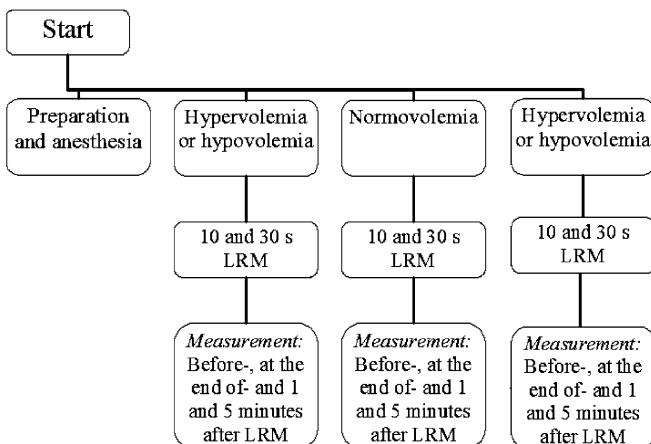 Start
Preparation
and anesthesia
Hypervolemia
or hypovolemia
Normovolemia
Hypervolemia
or hypovolemia
10 and 30 s
LRM
10 and 30 s
LRM
10 and 30 s
LRM
Measurement:
Before-, at the
end of- and 1
and 5 minutes
after LRM
Measurement:
Before-, at the
end of- and 1
and 5 minutes
after LRM
Measurement:
Before-, at the
end of- and 1
and 5 minutes
after LRM